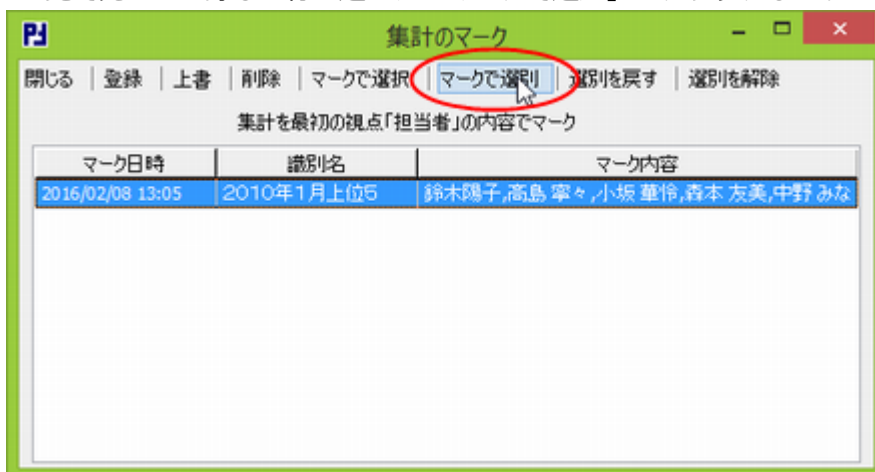 集計のマーク
閉じる 登録 上書 削除 マークで選択 マークで選別 選別を戻す 選別を解除
集計を最初の視点「担当者」の内容でマーク
マーク日時 識別名 マーク内容
2016/02/08 13:05 2010年1月上位5 鈴木陽子,高島 寧々,小坂 華怜,森本 友美,中野 みな